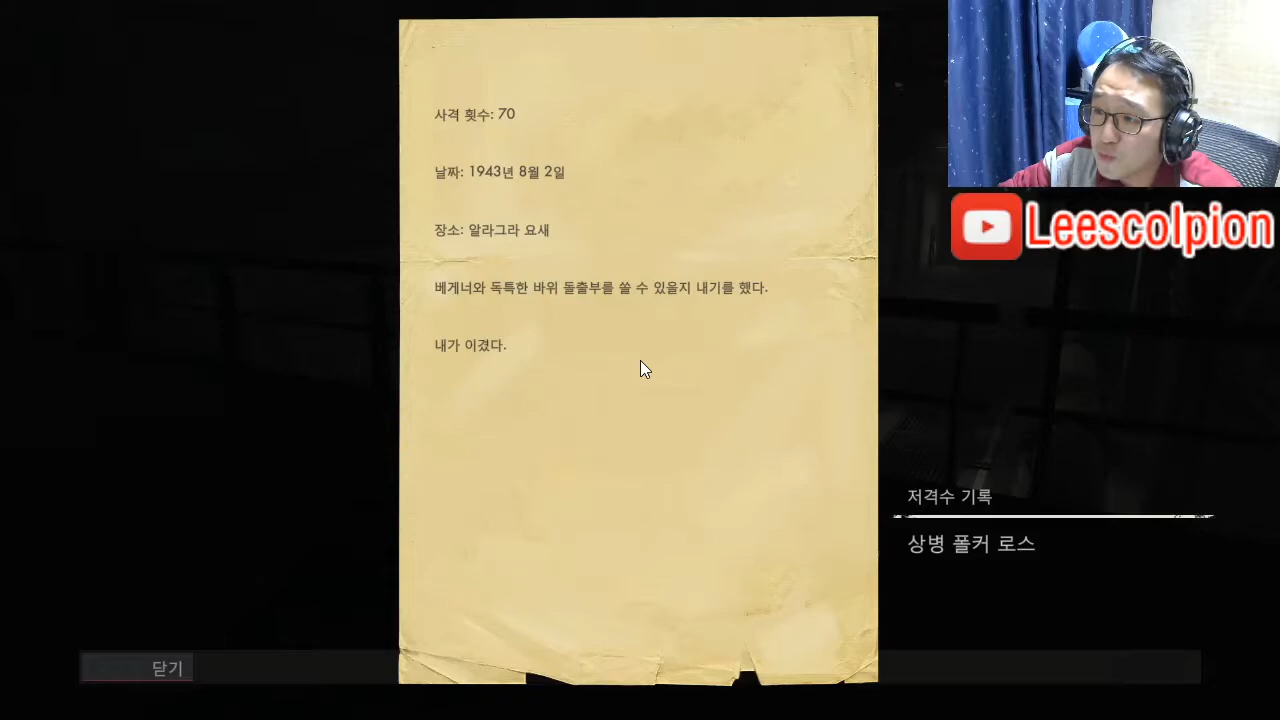 사격 횟수: 70
날짜: 1943년 8월 2일
장소: 알라그라 요새
베게너와 독특한 바위 돌출부를 쏠 수 있을지 내기를 했다.
내가 이겼다.
Leescolpion
저격수 기록
상병 폴커 로스
닫기